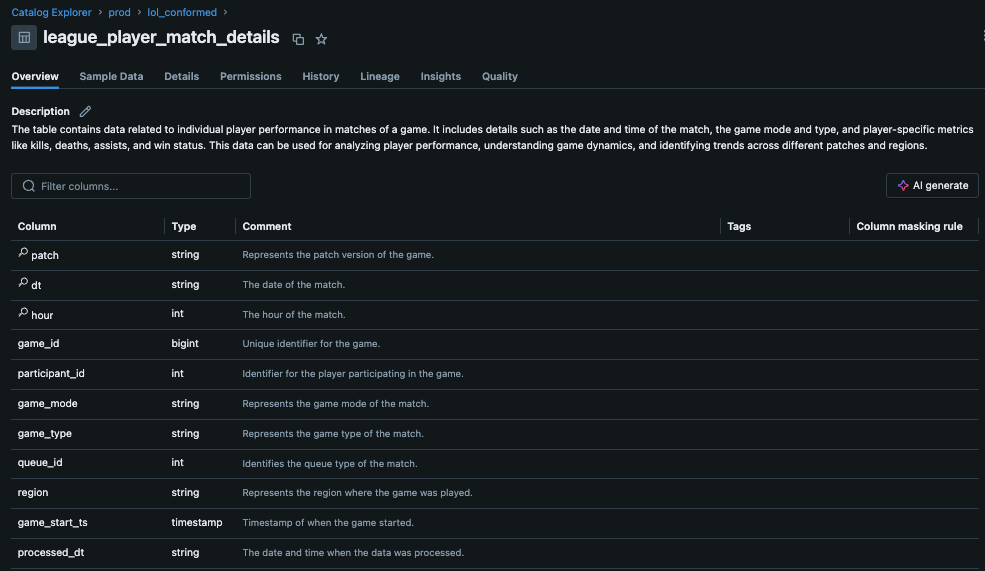 Catalog Explorer > prod > lol_conformed >
league_player_match_details
Overview Sample Data Details Permissions History Lineage Insights Quality
Description
The table contains data related to individual player performance in matches of a game. It includes details such as the date and time of the match, the game mode and type, and player-specific metrics
like kills, deaths, assists, and win status. This data can be used for analyzing player performance, understanding game dynamics, and identifying trends across different patches and regions.
Filter columns... AI generate
Column Type Comment Tags Column masking rule
patch string Represents the patch version of the game.
dt string The date of the match.
hour int The hour of the match.
game_id bigint Unique identifier for the game.
participant_id int Identifier for the player participating in the game.
game_mode string Represents the game mode of the match.
game_type string Represents the game type of the match.
queue_id int Identifies the queue type of the match.
region string Represents the region where the game was played.
game_start_ts timestamp Timestamp of when the game started.
processed_dt string The date and time when the data was processed.